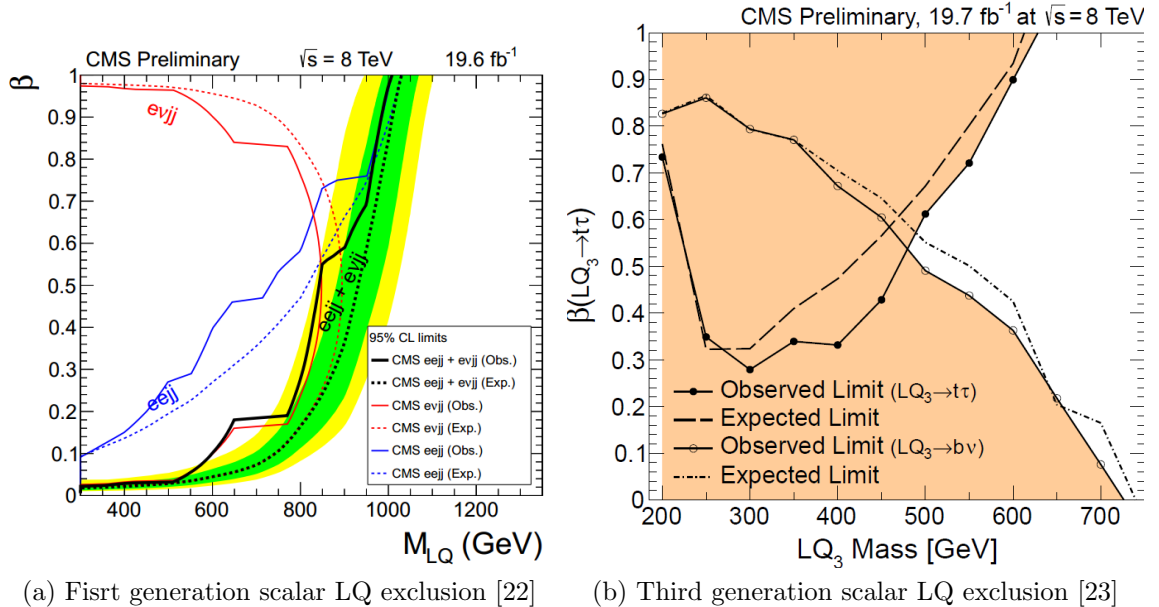 CMS Preliminary √s = 8 TeV 19.6 fb⁻¹
β
1
0.9
0.8
0.7
0.6
0.5
0.4
0.3
0.2
0.1
0
eνjj
eejj
eejj + eνjj
95% CL limits
CMS eejj + eνjj (Obs.)
CMS eejj + eνjj (Exp.)
CMS eνjj (Obs.)
CMS eνjj (Exp.)
CMS eejj (Obs.)
CMS eejj (Exp.)
400 600 800 1000 1200
M_LQ (GeV)
(a) Fisrt generation scalar LQ exclusion [22]
CMS Preliminary, 19.7 fb⁻¹ at √s = 8 TeV
β(LQ₃→tτ)
1
0.9
0.8
0.7
0.6
0.5
0.4
0.3
0.2
0.1
0
Observed Limit (LQ₃→tτ)
Expected Limit
Observed Limit (LQ₃→bν)
Expected Limit
200 300 400 500 600 700
LQ₃ Mass [GeV]
(b) Third generation scalar LQ exclusion [23]